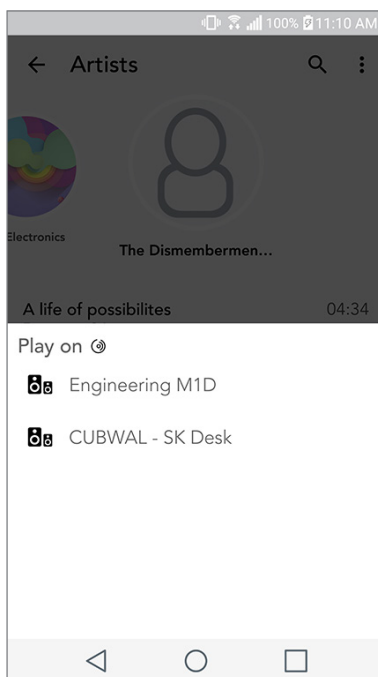 100% 11:10 AM
Artists
Electronics
The Dismembermen...
A life of possibilites 04:34
Play on
Engineering M1D
CUBWAL - SK Desk